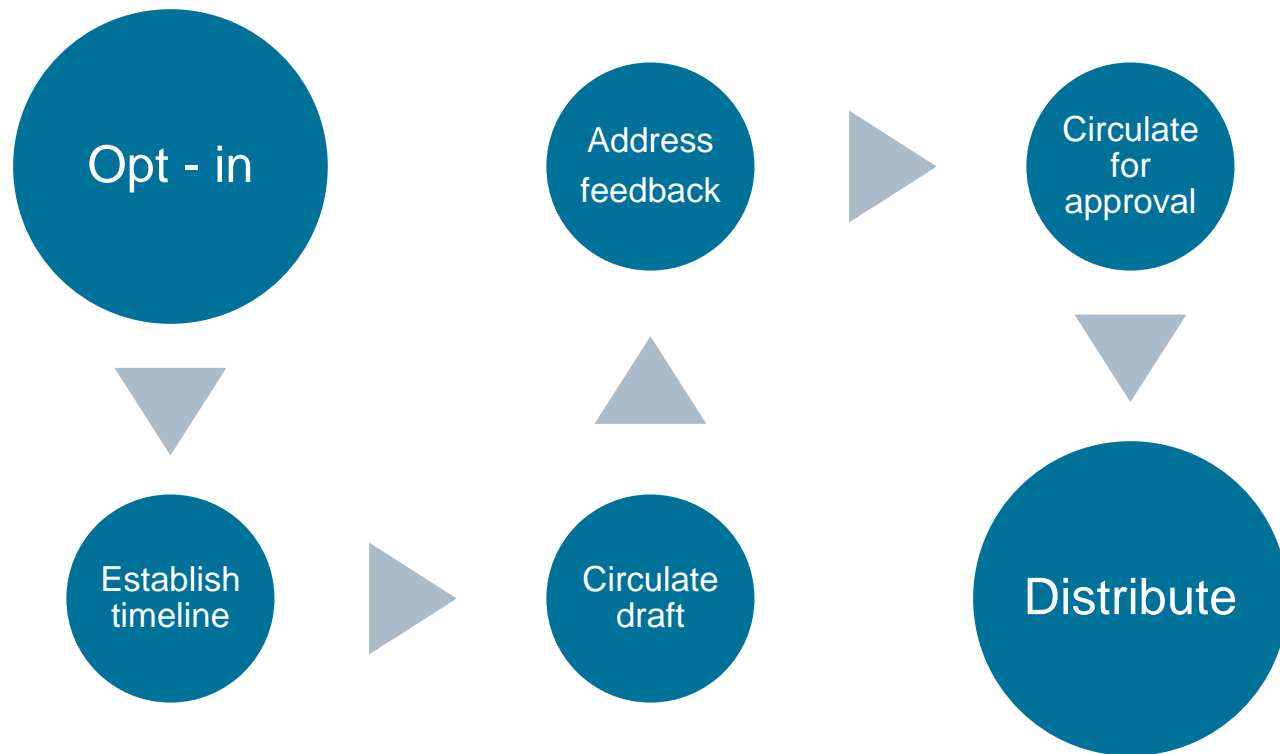 Opt - in
Establish
timeline
Circulate
draft
Address
feedback
Circulate
for
approval
Distribute